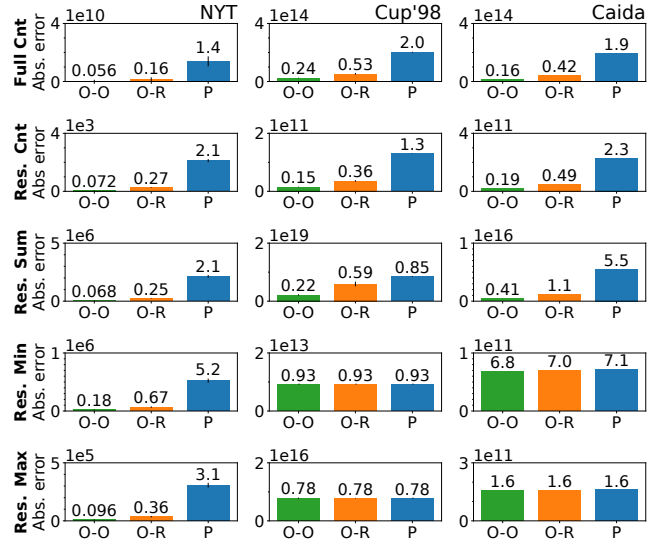 NYT Cup'98 Caida
Full Cnt
Abs. error
1e10
4
0
0.056 0.16 1.4
O-O O-R P
1e14
4
0
0.24 0.53 2.0
O-O O-R P
1e14
4
0
0.16 0.42 1.9
O-O O-R P
Res. Cnt
Abs error
1e3
4
0
0.072 0.27 2.1
O-O O-R P
1e11
2
0
0.15 0.36 1.3
O-O O-R P
1e11
4
0
0.19 0.49 2.3
O-O O-R P
Res. Sum
Abs. error
1e6
5
0
0.068 0.25 2.1
O-O O-R P
1e19
2
0
0.22 0.59 0.85
O-O O-R P
1e16
1
0
0.41 1.1 5.5
O-O O-R P
Res. Min
Abs. error
1e6
1
0
0.18 0.67 5.2
O-O O-R P
1e13
2
0
0.93 0.93 0.93
O-O O-R P
1e11
1
0
6.8 7.0 7.1
O-O O-R P
Res. Max
Abs. error
1e5
5
0
0.096 0.36 3.1
O-O O-R P
1e16
2
0
0.78 0.78 0.78
O-O O-R P
1e11
3
0
1.6 1.6 1.6
O-O O-R P